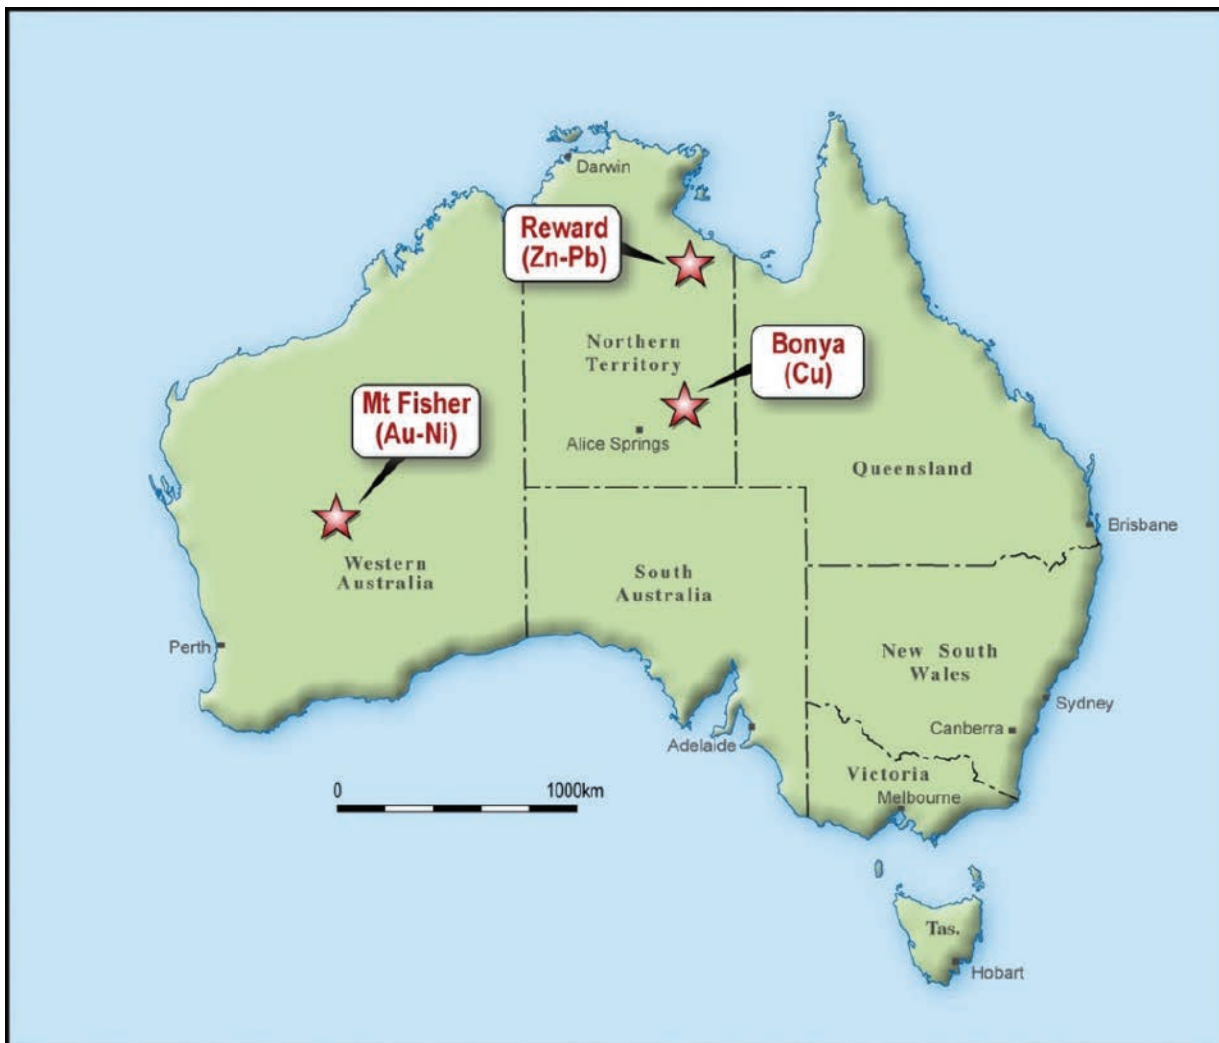 Darwin
Reward
(Zn-Pb)
Northern
Territory
Bonya
(Cu)
Mt Fisher
(Au-Ni)
Alice Springs
Queensland
Brisbane
Western
Australia
South
Australia
Perth
New South
Wales
Sydney
Canberra
Adelaide
Victoria
Melbourne
0 1000km
Tas.
Hobart